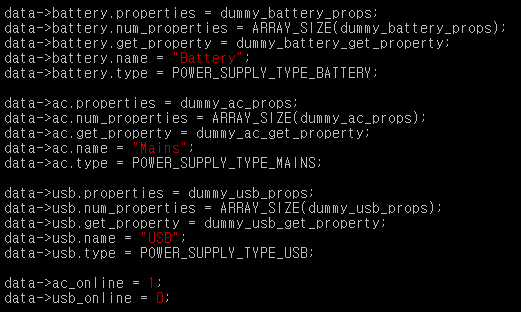 data->battery.properties = dummy_battery_props;
data->battery.num_properties = ARRAY_SIZE(dummy_battery_props);
data->battery.get_property = dummy_battery_get_property;
data->battery.name = "Battery";
data->battery.type = POWER_SUPPLY_TYPE_BATTERY;
data->ac.properties = dummy_ac_props;
data->ac.num_properties = ARRAY_SIZE(dummy_ac_props);
data->ac.get_property = dummy_ac_get_property;
data->ac.name = "Mains";
data->ac.type = POWER_SUPPLY_TYPE_MAINS;
data->usb.properties = dummy_usb_props;
data->usb.num_properties = ARRAY_SIZE(dummy_usb_props);
data->usb.get_property = dummy_usb_get_property;
data->usb.name = "USB";
data->usb.type = POWER_SUPPLY_TYPE_USB;
data->ac_online = 1;
data->usb_online = 0;